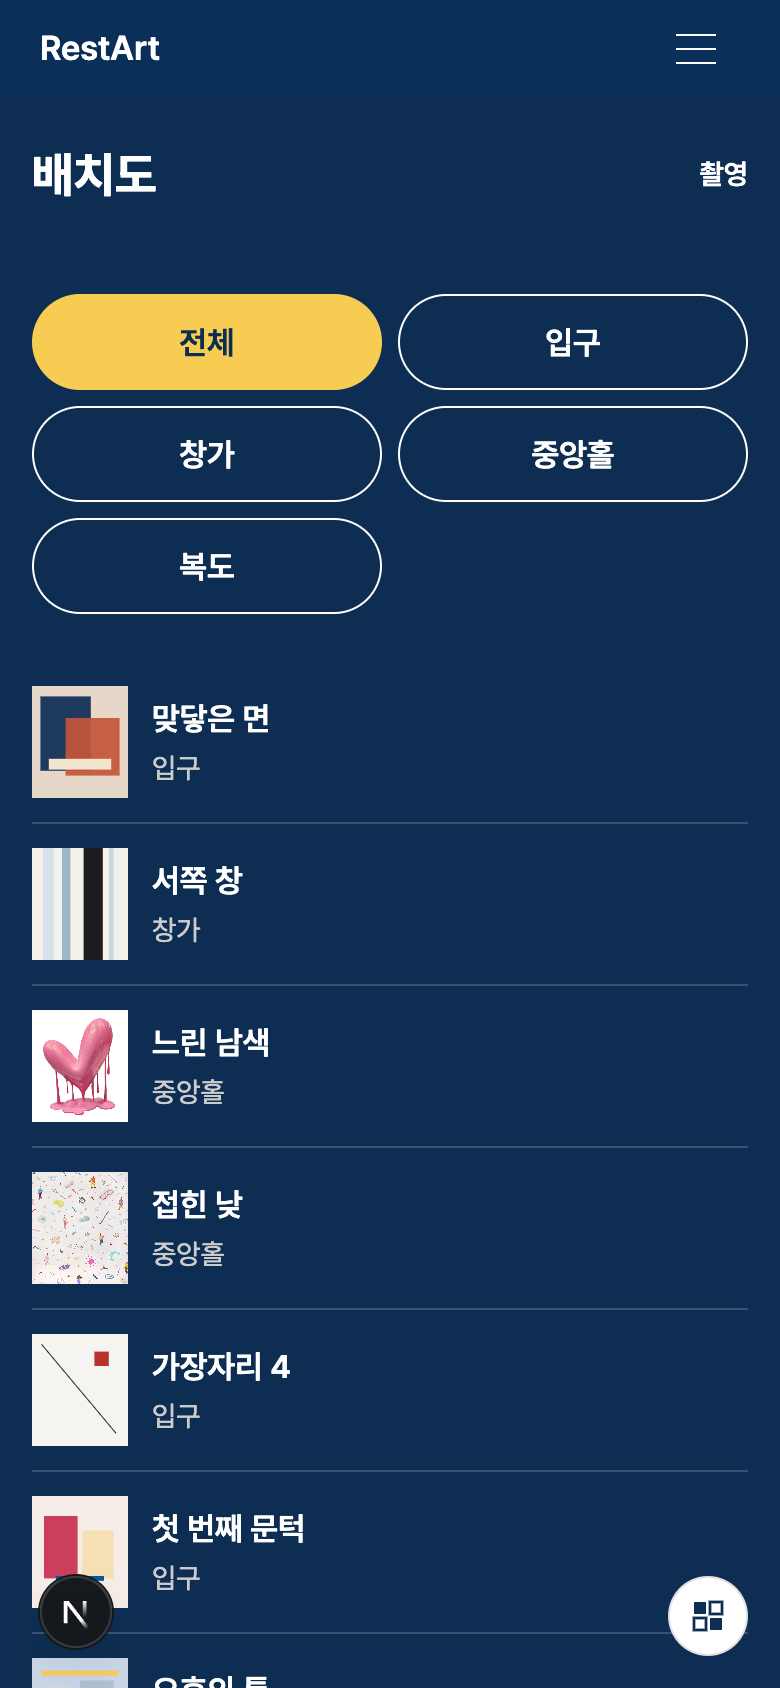 RestArt
배치도
촬영
전체
입구
창가
중앙홀
복도
맞닿은 면
입구
서쪽 창
창가
느린 남색
중앙홀
접힌 낮
중앙홀
가장자리 4
입구
첫 번째 문턱
입구
N